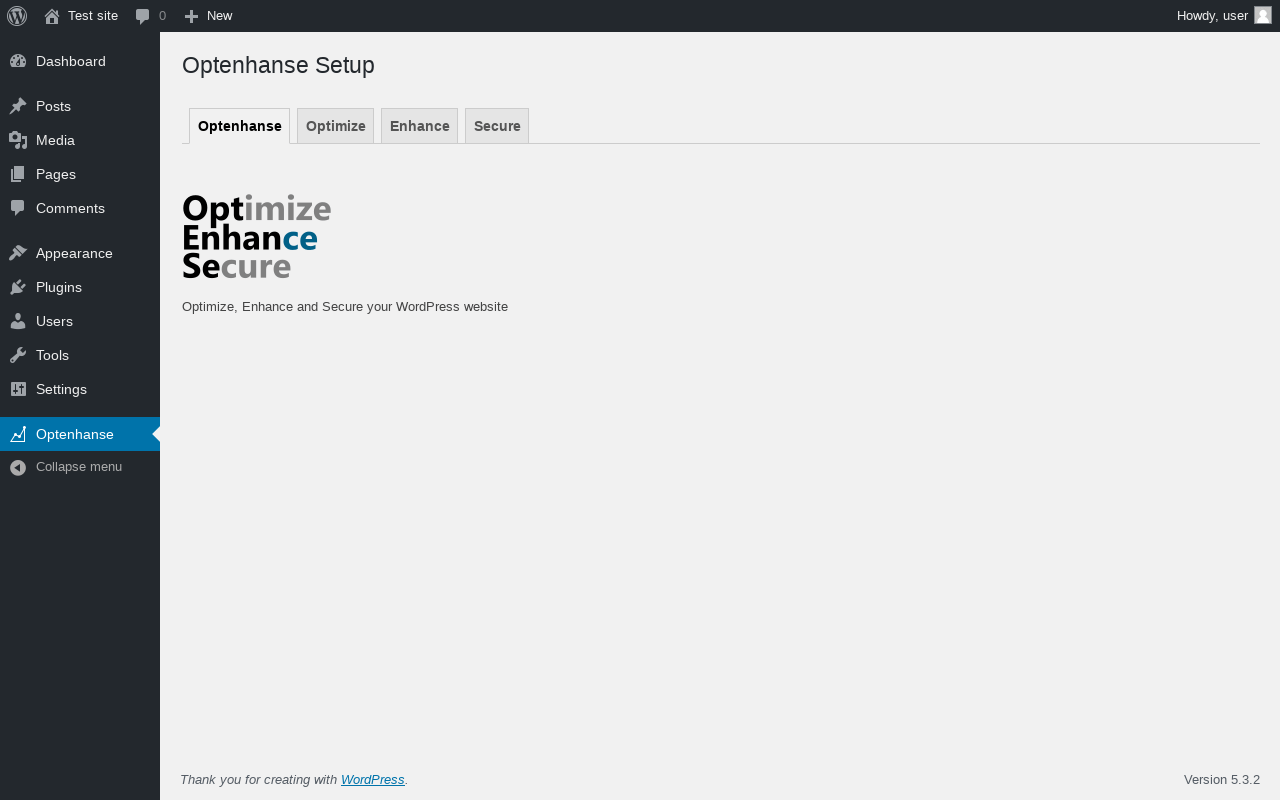 Test site
0
New
Howdy, user
Dashboard
Posts
Media
Pages
Comments
Appearance
Plugins
Users
Tools
Settings
Optenhanse
Collapse menu
Optenhanse Setup
Optenhanse
Optimize
Enhance
Secure
Optimize
Enhance
Secure
Optimize, Enhance and Secure your WordPress website
Thank you for creating with WordPress.
Version 5.3.2